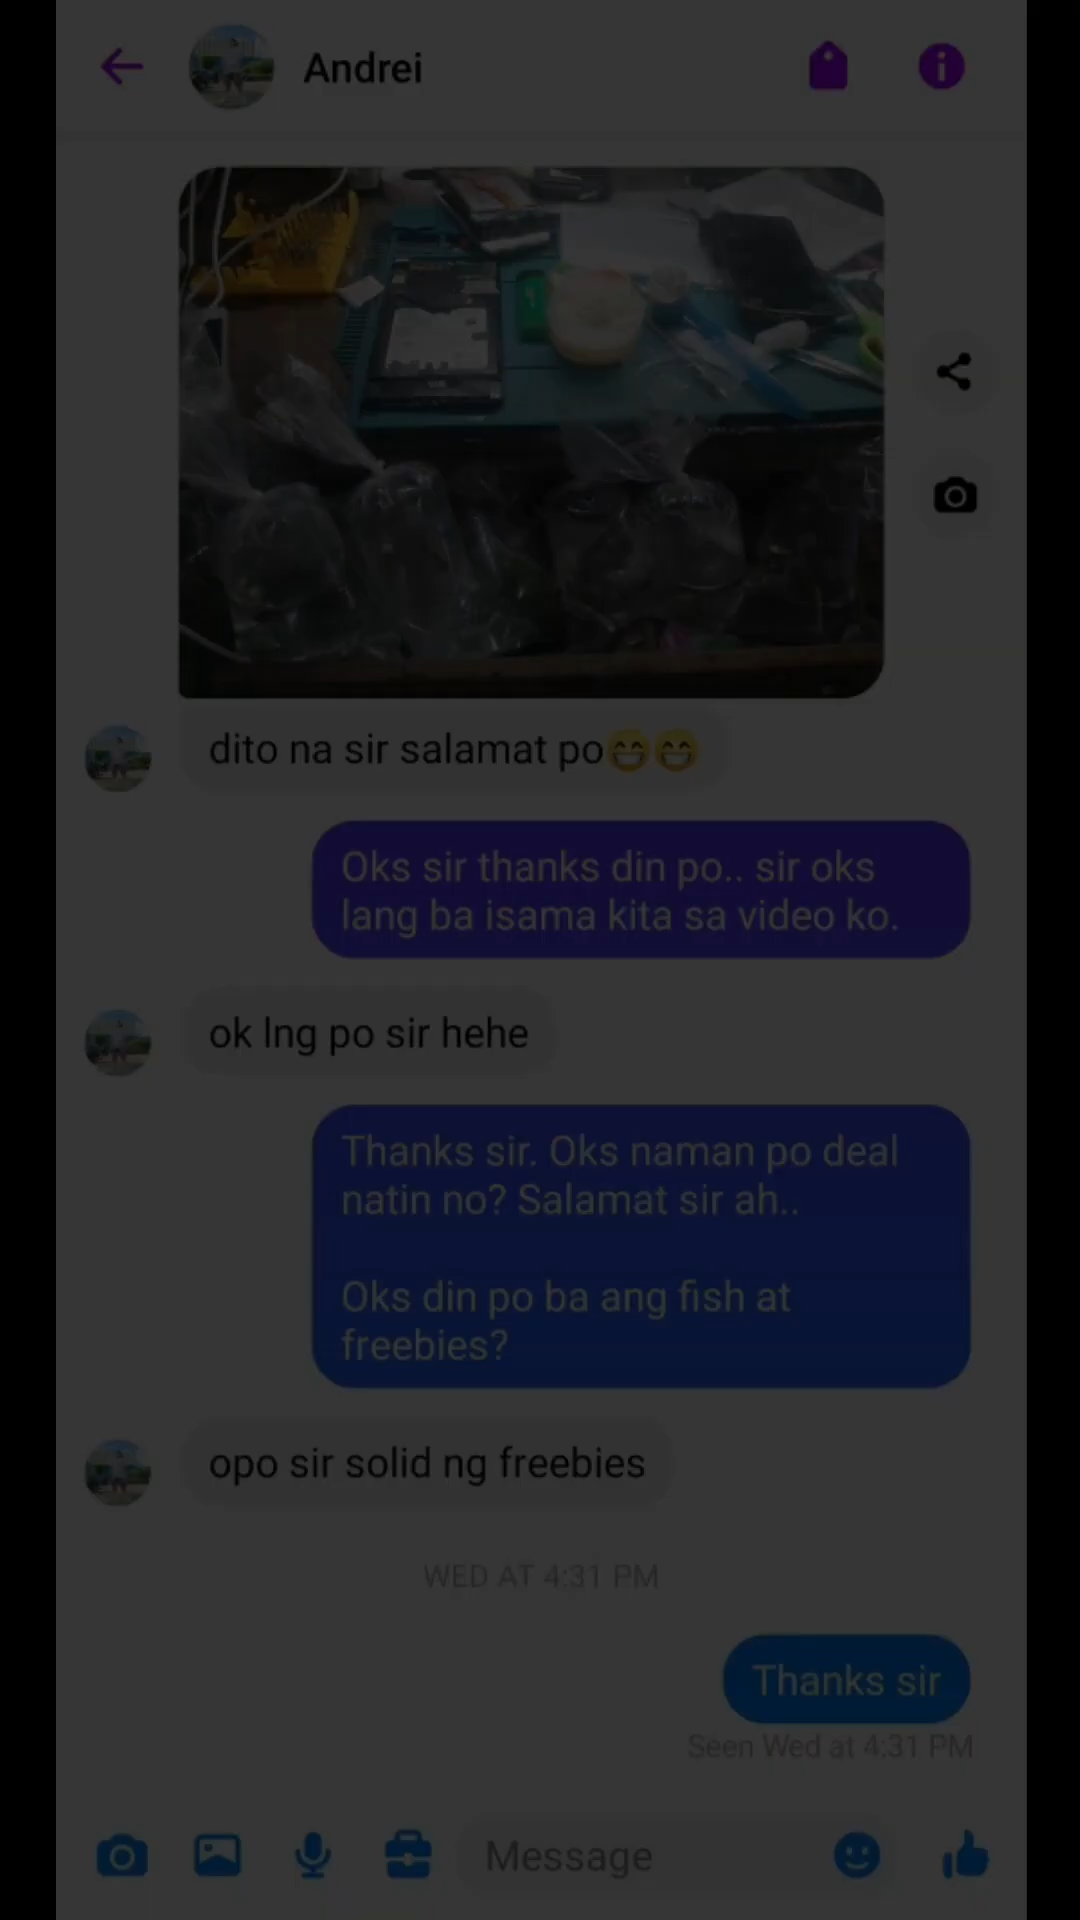 Andrei
dito na sir salamat po😁😁
Oks sir thanks din po.. sir oks
lang ba isama kita sa video ko.
ok lng po sir hehe
Thanks sir. Oks naman po deal
natin no? Salamat sir ah..
Oks din po ba ang fish at
freebies?
opo sir solid ng freebies
WED AT 4:31 PM
Thanks sir
Seen Wed at 4:31 PM
Message